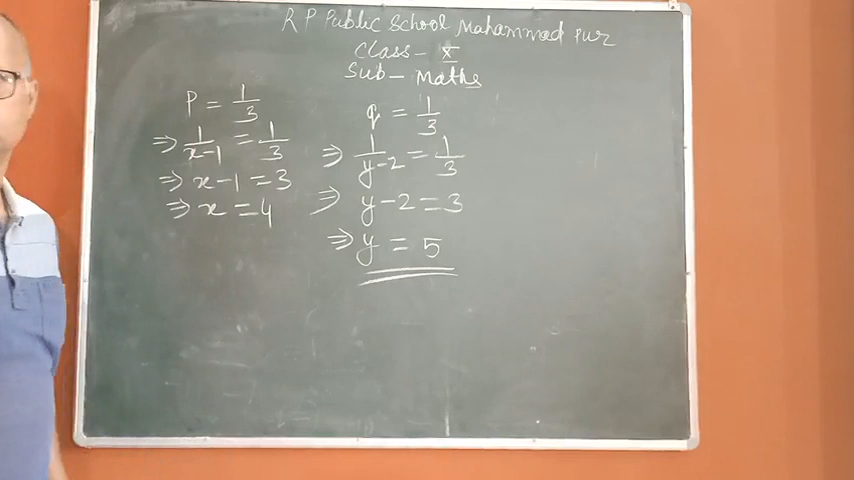 R P Public School Mahammad pur
Class - X
Sub - Maths
P = 1/3
⇒ 1/x-1 = 1/3
⇒ x-1 = 3
⇒ x = 4
q = 1/3
⇒ 1/y-2 = 1/3
⇒ y-2 = 3
⇒ y = 5